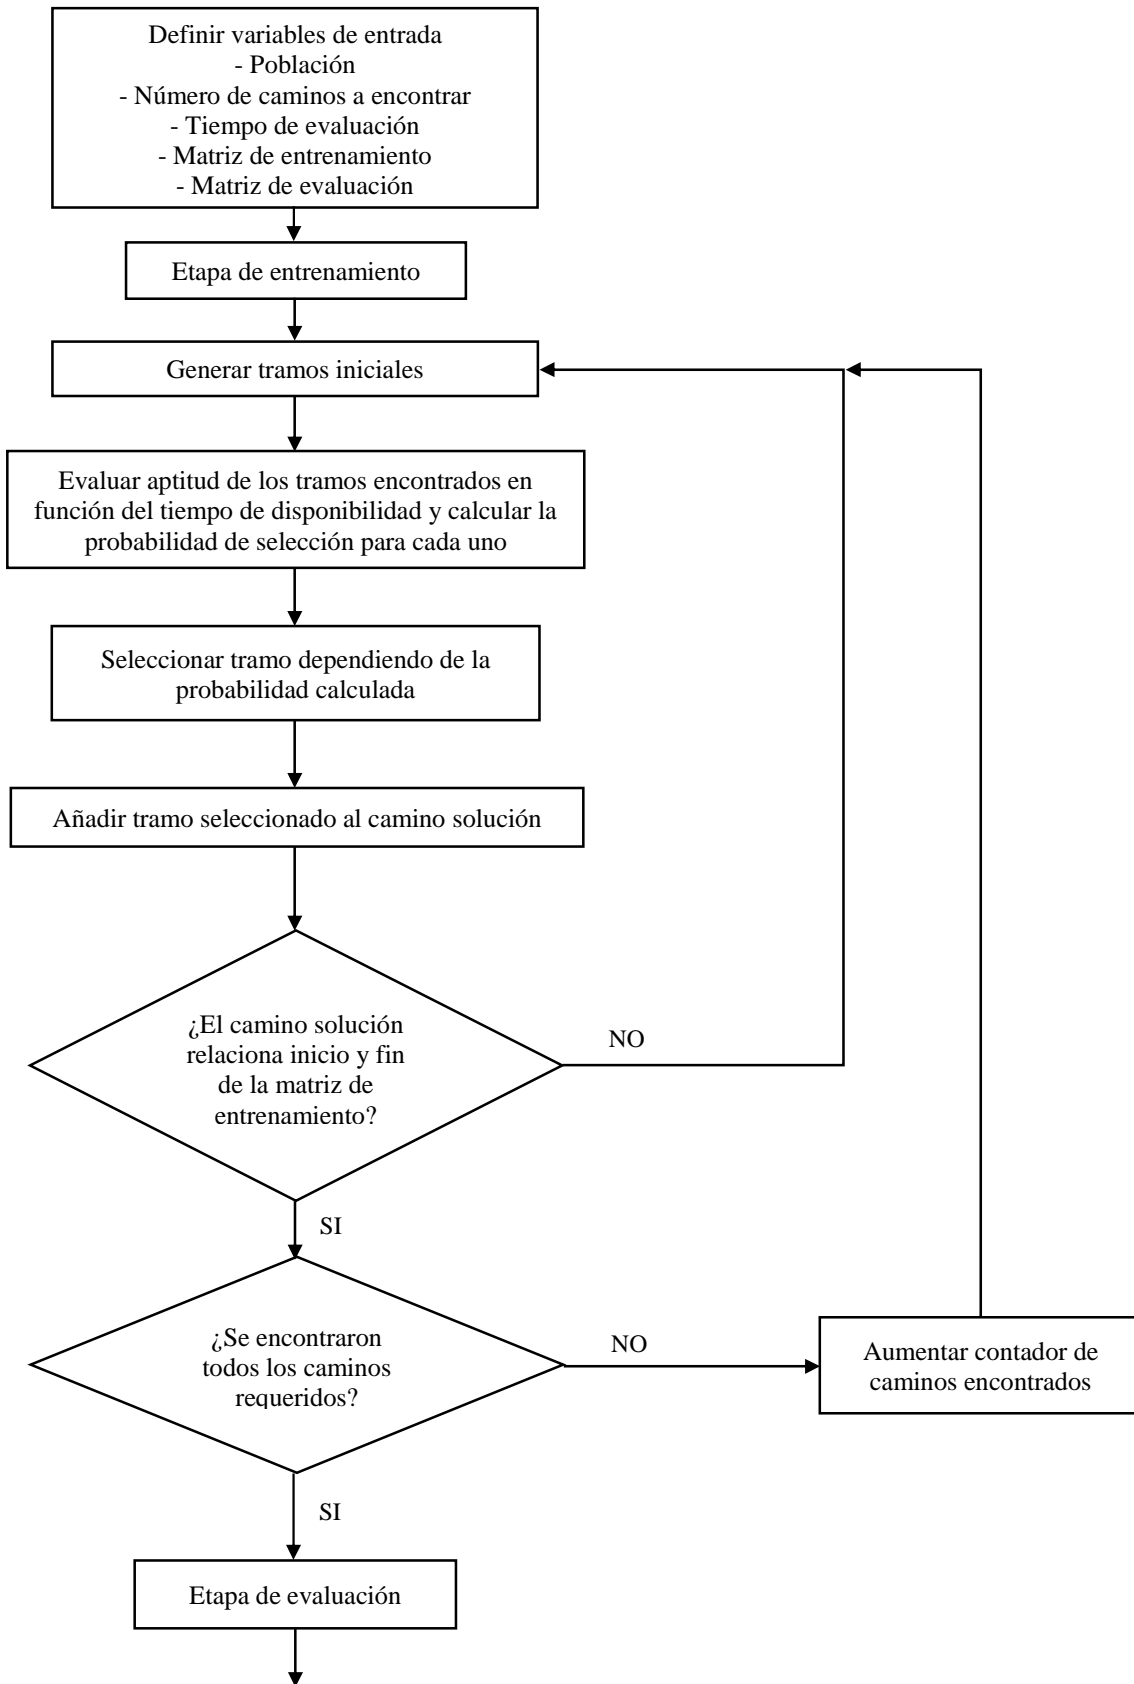 Definir variables de entrada
- Población
- Número de caminos a encontrar
- Tiempo de evaluación
- Matriz de entrenamiento
- Matriz de evaluación
Etapa de entrenamiento
Generar tramos iniciales
Evaluar aptitud de los tramos encontrados en
función del tiempo de disponibilidad y calcular la
probabilidad de selección para cada uno
Seleccionar tramo dependiendo de la
probabilidad calculada
Añadir tramo seleccionado al camino solución
¿El camino solución
relaciona inicio y fin
de la matriz de
entrenamiento?
NO
SI
¿Se encontraron
todos los caminos
requeridos?
NO
Aumentar contador de
caminos encontrados
SI
Etapa de evaluación